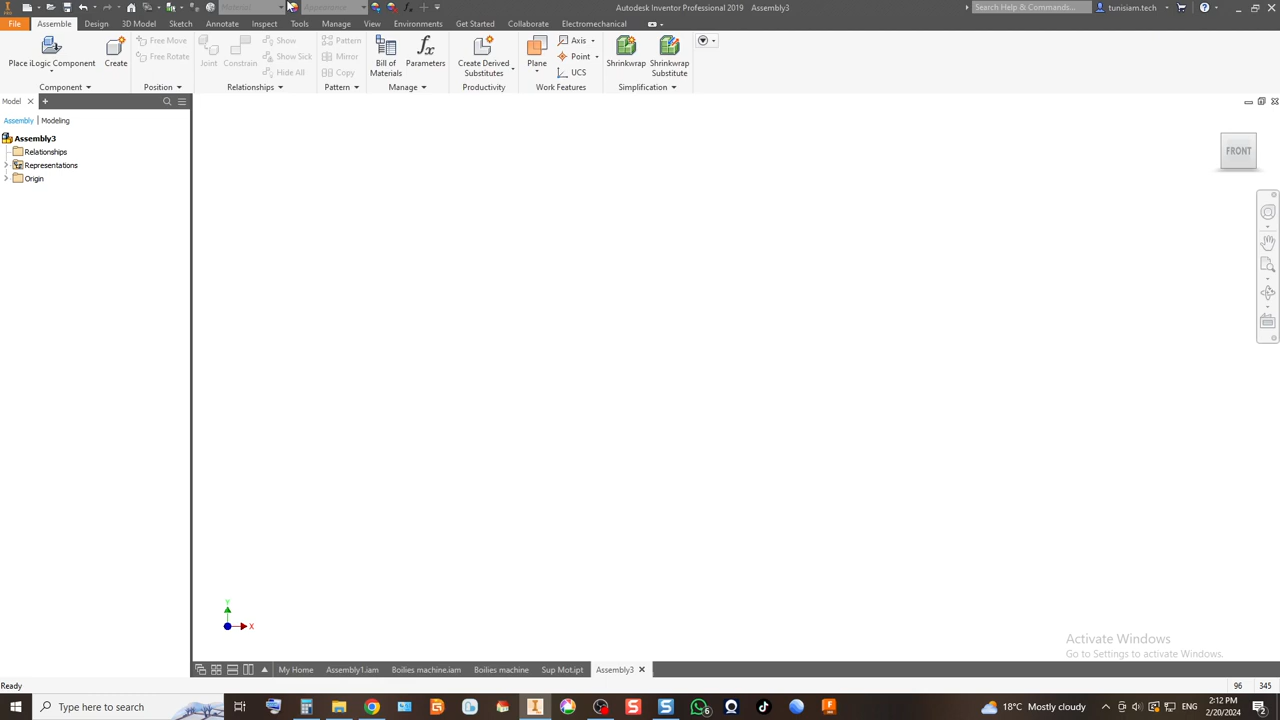 Material
Appearance
Autodesk Inventor Professional 2019 Assembly3
Search Help & Commands...
tunisiam.tech
File Assemble Design 3D Model Sketch Annotate Inspect Tools Manage View Environments Get Started Collaborate Electromechanical
Place iLogic Component
Create
Component
Free Move
Free Rotate
Position
Joint
Constrain
Show
Show Sick
Hide All
Relationships
Pattern
Mirror
Copy
Pattern
Bill of
Materials
Parameters
Manage
Create Derived
Substitutes
Productivity
Plane
Axis
Point
UCS
Work Features
Shrinkwrap
Shrinkwrap
Substitute
Simplification
Model
Assembly | Modeling
Assembly3
Relationships
Representations
Origin
FRONT
Y
X
Activate Windows
Go to Settings to activate Windows.
My Home Assembly1.iam Boilies machine.iam Boilies machine Sup Mot.ipt Assembly3
Ready
96 345
Type here to search
6
18°C Mostly cloudy
2:12 PM
2/20/2024
2